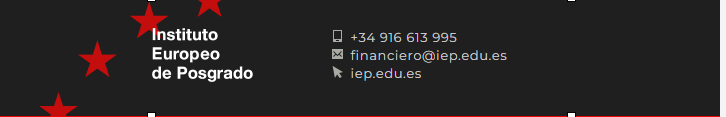 Instituto
Europeo
de Posgrado
+34 916 613 995
financiero@iep.edu.es
iep.edu.es